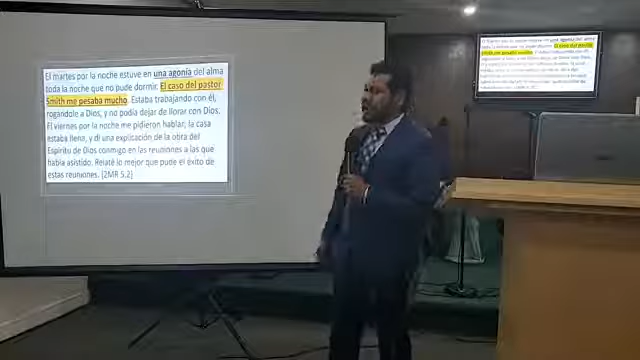 El martes por la noche estuve en una agonía del alma
toda la noche que no pude dormir. El caso del pastor
Smith me pesaba mucho. Estaba trabajando con él,
rogándole a Dios, y no podía dejar de llorar con Dios.
El viernes por la noche me pidieron hablar; la casa
estaba llena, y di una explicación de la obra del
Espíritu de Dios conmigo en las reuniones a las que
había asistido. Relaté lo mejor que pude el éxito de
estas reuniones. {2MR 5.2}